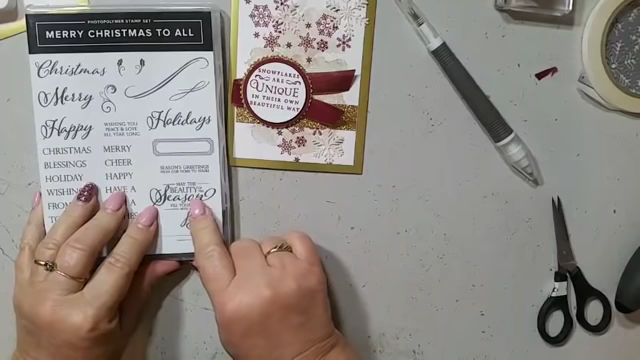 PHOTOPOLYMER STAMP SET
MERRY CHRISTMAS TO ALL
Christmas
Merry
Happy
WISHING YOU
PEACE & LOVE
ALL YEAR LONG
Holidays
CHRISTMAS
MERRY
BLESSINGS
CHEER
SEASON'S GREETINGS
HOLIDAY
HAPPY
HAVE A
MAY THE
BEAUTY
Season
SNOWFLAKES
ARE
UNIQUE
IN THEIR OWN
BEAUTIFUL WAY